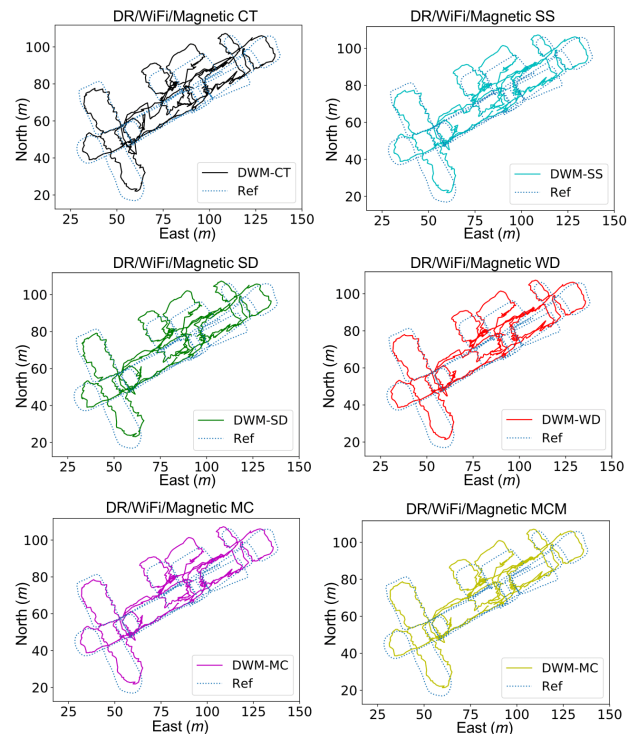 DR/WiFi/Magnetic CT
North (m)
100
80
60
40
20
DWM-CT
Ref
25 50 75 100 125 150
East (m)
DR/WiFi/Magnetic SS
North (m)
100
80
60
40
20
DWM-SS
Ref
25 50 75 100 125 150
East (m)
DR/WiFi/Magnetic SD
North (m)
100
80
60
40
20
DWM-SD
Ref
25 50 75 100 125 150
East (m)
DR/WiFi/Magnetic WD
North (m)
100
80
60
40
20
DWM-WD
Ref
25 50 75 100 125 150
East (m)
DR/WiFi/Magnetic MC
North (m)
100
80
60
40
20
DWM-MC
Ref
25 50 75 100 125 150
East (m)
DR/WiFi/Magnetic MCM
North (m)
100
80
60
40
20
DWM-MC
Ref
25 50 75 100 125 150
East (m)